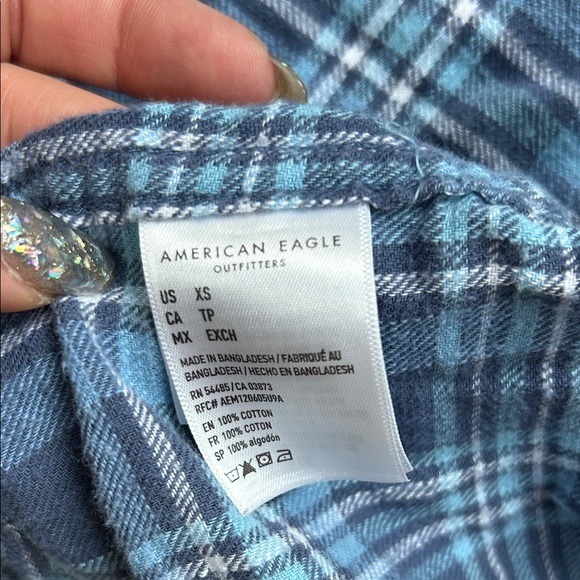 AMERICAN EAGLE
OUTFITTERS
US XS
CA TP
MX EXCH
MADE IN BANGLADESH / FABRIQUÉ AU
BANGLADESH / HECHO EN BANGLADESH
RN 54485 / CA 03873
RFC# AEM120605U9A
EN 100% COTTON
FR 100% COTON
SP 100% algodón